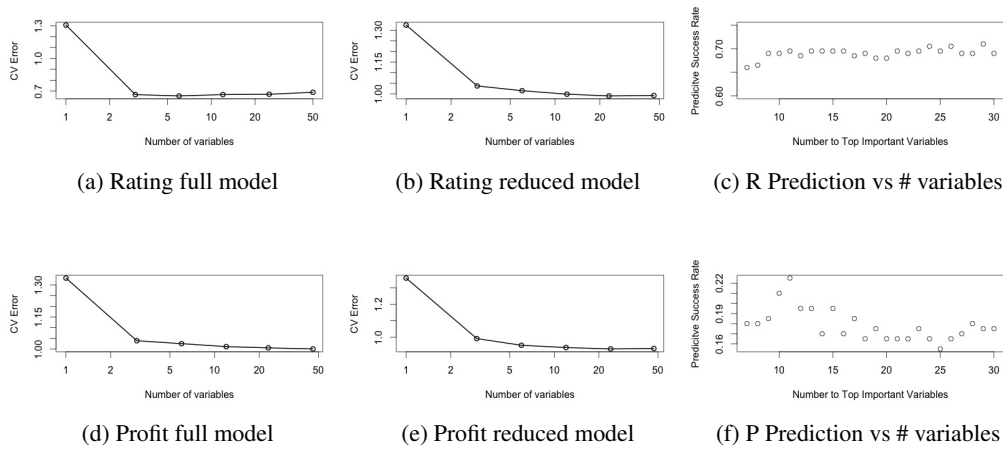 1.3
1.0
0.7
CV Error
1 2 5 10 20 50
Number of variables
(a) Rating full model
1.30
1.15
1.00
CV Error
1 2 5 10 20 50
Number of variables
(b) Rating reduced model
0.70
0.60
Predicitve Success Rate
10 15 20 25 30
Number to Top Important Variables
(c) R Prediction vs # variables
1.30
1.15
1.00
CV Error
1 2 5 10 20 50
Number of variables
(d) Profit full model
1.2
1.0
CV Error
1 2 5 10 20 50
Number of variables
(e) Profit reduced model
0.22
0.19
0.16
Predicitve Success Rate
10 15 20 25 30
Number to Top Important Variables
(f) P Prediction vs # variables